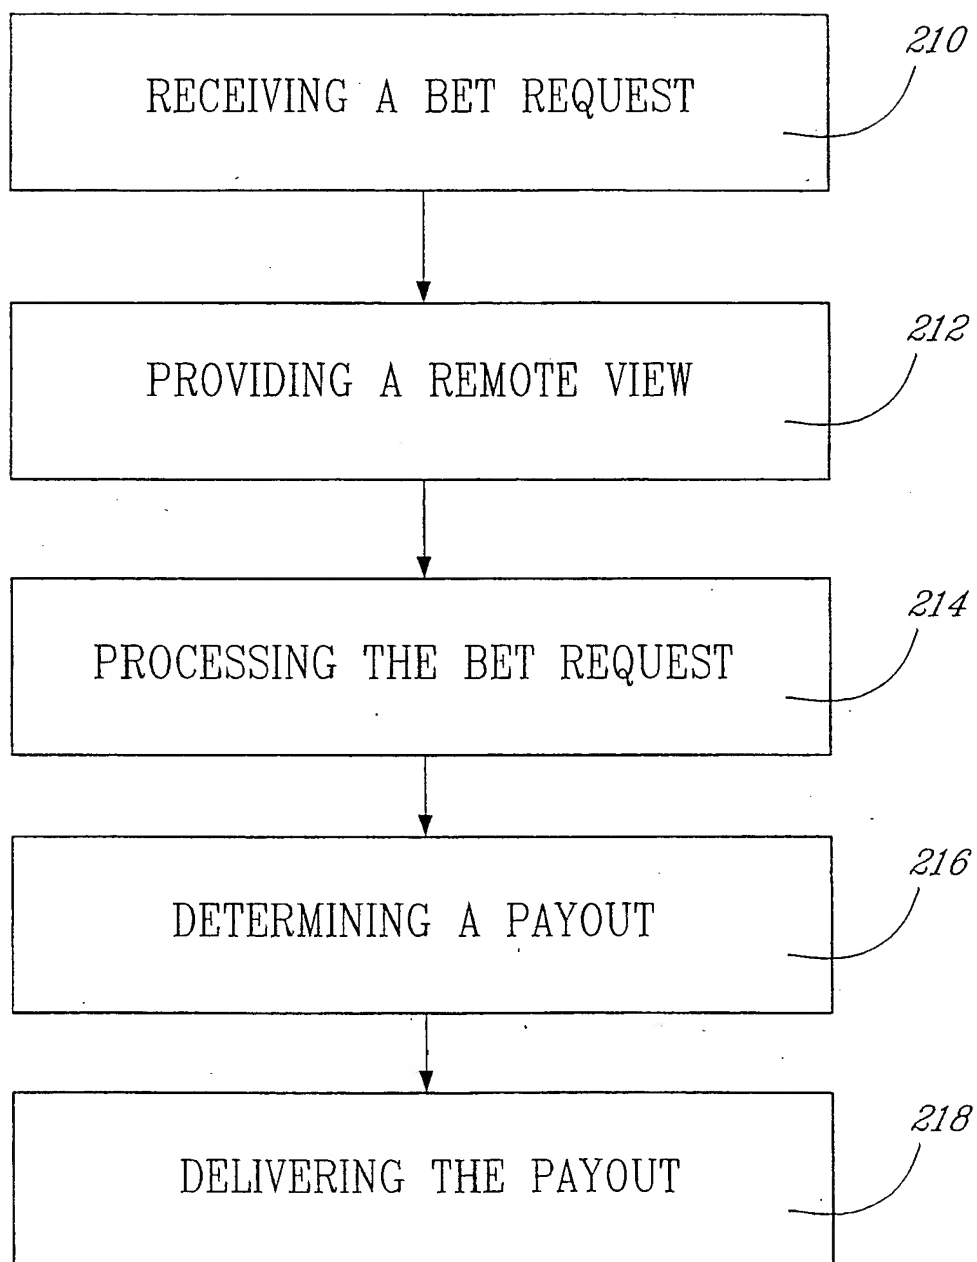 210
RECEIVING A BET REQUEST
212
PROVIDING A REMOTE VIEW
214
PROCESSING THE BET REQUEST
216
DETERMINING A PAYOUT
218
DELIVERING THE PAYOUT